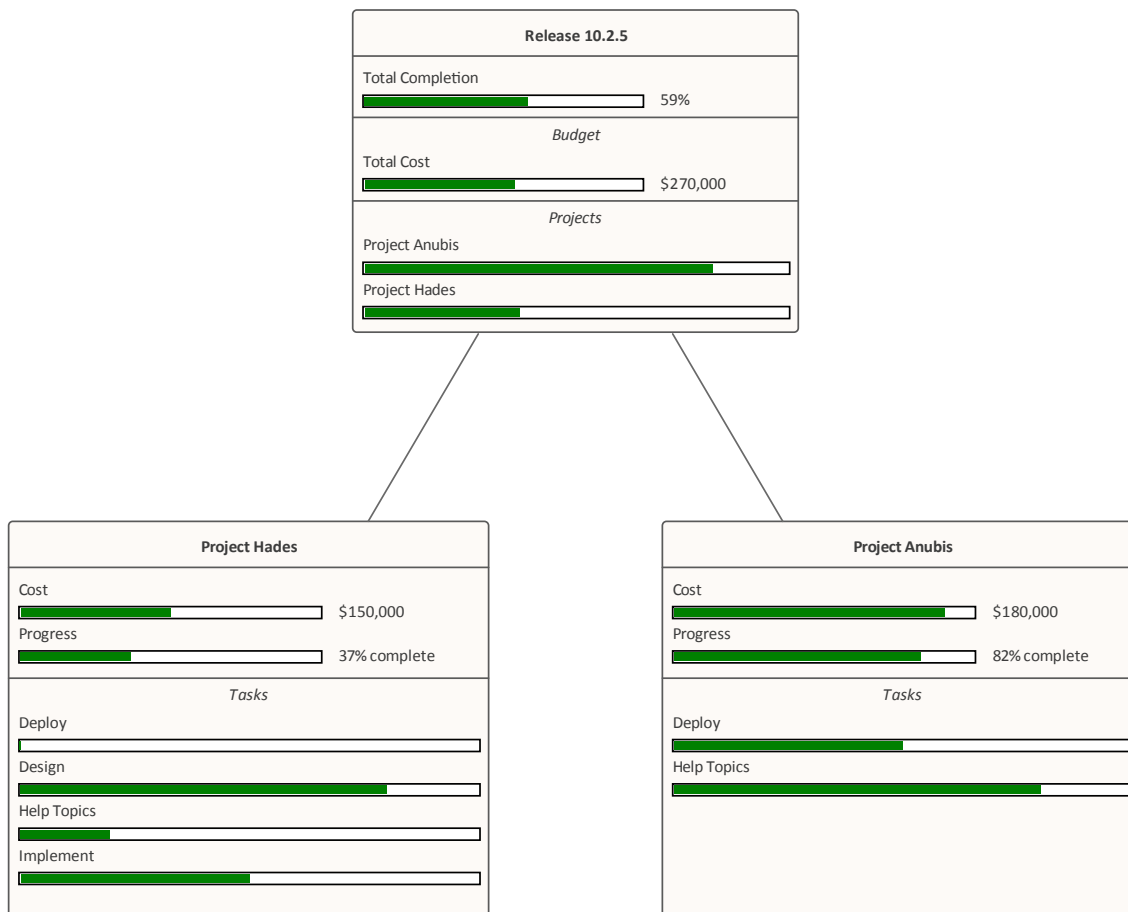 Release 10.2.5
Total Completion
59%
Budget
Total Cost
$270,000
Projects
Project Anubis
Project Hades
Project Hades
Cost
$150,000
Progress
37% complete
Tasks
Deploy
Design
Help Topics
Implement
Project Anubis
Cost
$180,000
Progress
82% complete
Tasks
Deploy
Help Topics